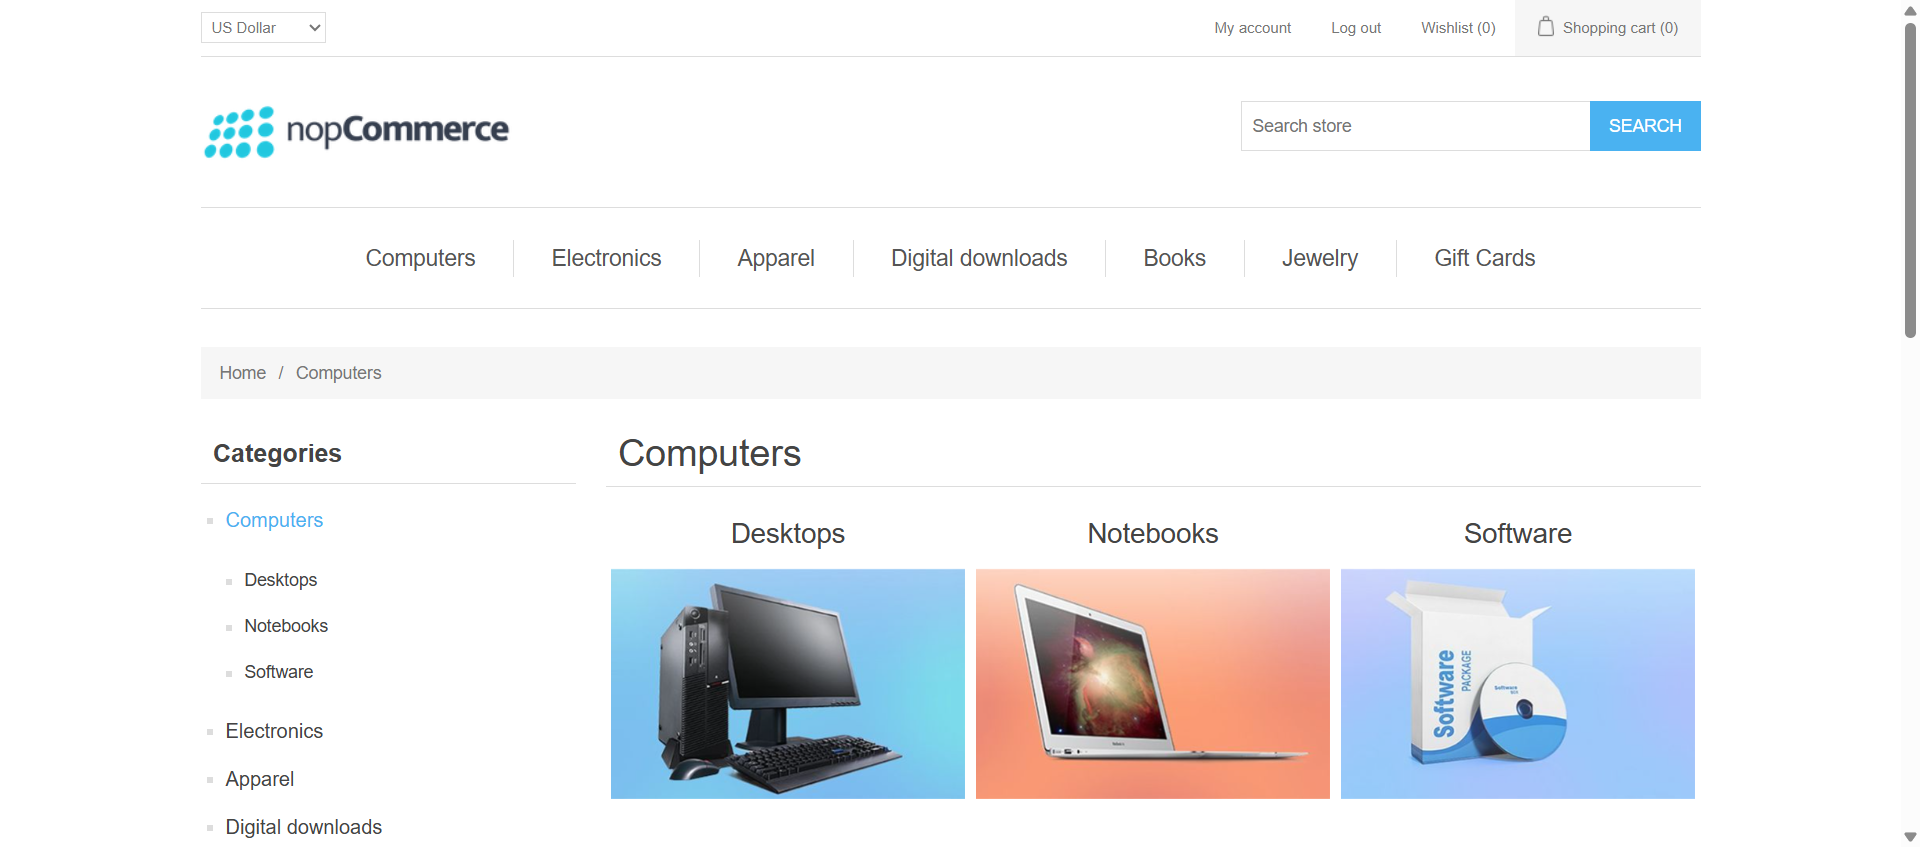 US Dollar
My account
Log out
Wishlist (0)
Shopping cart (0)
nopCommerce
Search store
SEARCH
Computers
Electronics
Apparel
Digital downloads
Books
Jewelry
Gift Cards
Home / Computers
Categories
Computers
Desktops
Notebooks
Software
Electronics
Apparel
Digital downloads
Computers
Desktops
Notebooks
Software
Software
PACKAGE
Software